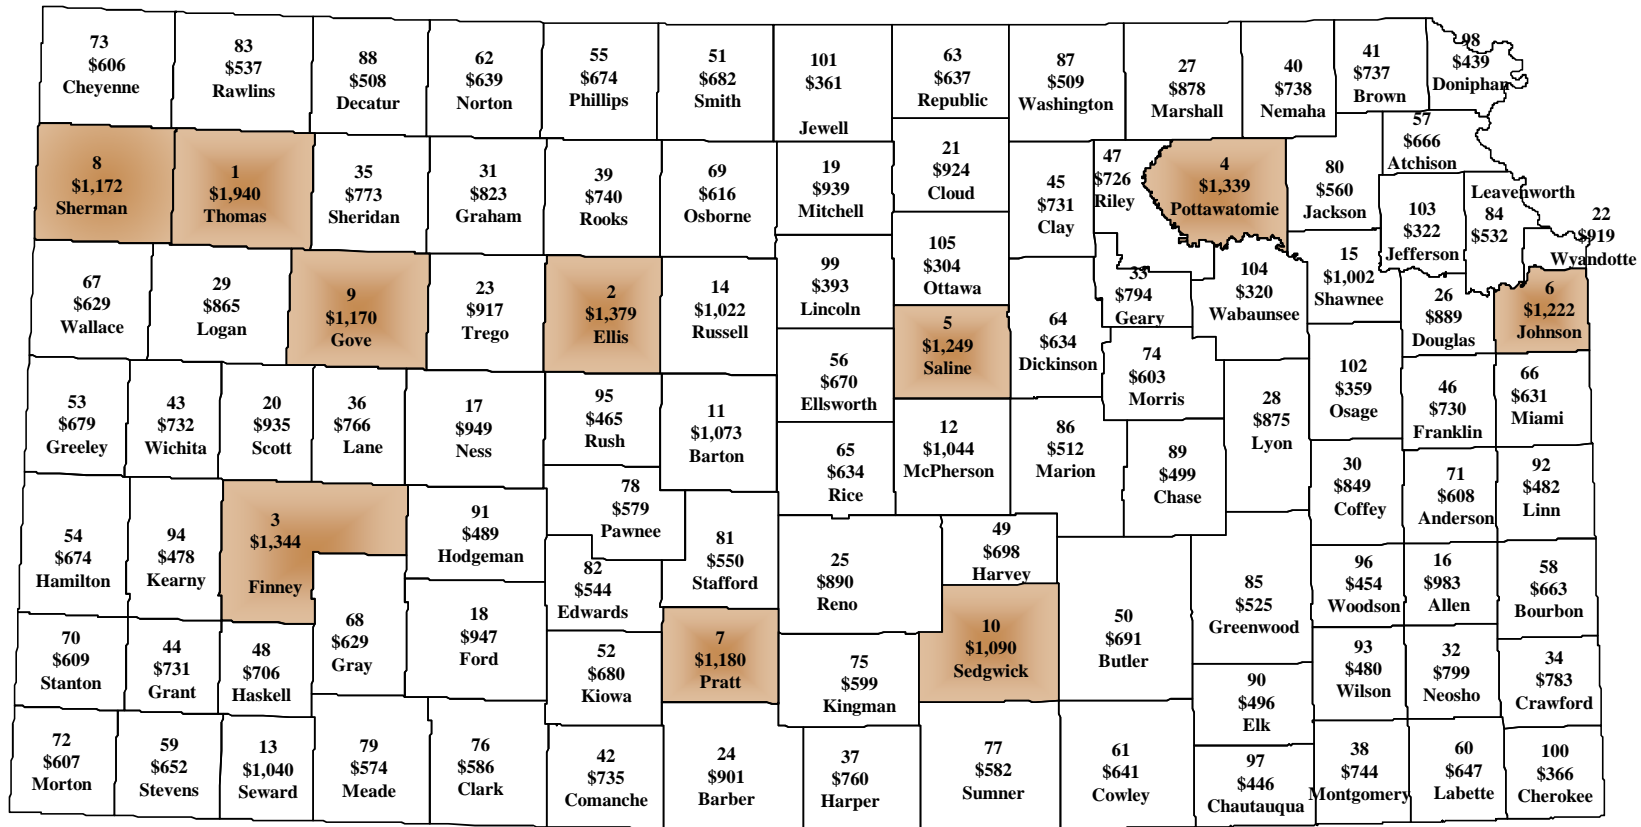 73
$606
Cheyenne
83
$537
Rawlins
88
$508
Decatur
62
$639
Norton
55
$674
Phillips
51
$682
Smith
101
$361
Jewell
63
$637
Republic
87
$509
Washington
27
$878
Marshall
40
$738
Nemaha
41
$737
Brown
98
$439
Doniphan
8
$1,172
Sherman
1
$1,940
Thomas
35
$773
Sheridan
31
$823
Graham
39
$740
Rooks
69
$616
Osborne
19
$939
Mitchell
21
$924
Cloud
45
$731
Clay
47
$726
Riley
4
$1,339
Pottawatomie
80
$560
Jackson
57
$666
Atchison
103
$322
Jefferson
Leavenworth
84
$532
22
$919
Wyandotte
67
$629
Wallace
29
$865
Logan
9
$1,170
Gove
23
$917
Trego
2
$1,379
Ellis
14
$1,022
Russell
99
$393
Lincoln
105
$304
Ottawa
5
$1,249
Saline
64
$634
Dickinson
33
$794
Geary
104
$320
Wabaunsee
15
$1,002
Shawnee
26
$889
Douglas
6
$1,222
Johnson
53
$679
Greeley
43
$732
Wichita
20
$935
Scott
36
$766
Lane
17
$949
Ness
95
$465
Rush
11
$1,073
Barton
56
$670
Ellsworth
65
$634
Rice
12
$1,044
McPherson
86
$512
Marion
74
$603
Morris
89
$499
Chase
28
$875
Lyon
102
$359
Osage
46
$730
Franklin
66
$631
Miami
54
$674
Hamilton
94
$478
Kearny
3
$1,344
Finney
91
$489
Hodgeman
78
$579
Pawnee
82
$544
Edwards
81
$550
Stafford
25
$890
Reno
49
$698
Harvey
30
$849
Coffey
71
$608
Anderson
92
$482
Linn
70
$609
Stanton
44
$731
Grant
48
$706
Haskell
68
$629
Gray
18
$947
Ford
52
$680
Kiowa
7
$1,180
Pratt
75
$599
Kingman
10
$1,090
Sedgwick
50
$691
Butler
85
$525
Greenwood
96
$454
Woodson
16
$983
Allen
58
$663
Bourbon
90
$496
Elk
93
$480
Wilson
32
$799
Neosho
34
$783
Crawford
72
$607
Morton
59
$652
Stevens
13
$1,040
Seward
79
$574
Meade
76
$586
Clark
42
$735
Comanche
24
$901
Barber
37
$760
Harper
77
$582
Sumner
61
$641
Cowley
97
$446
Chautauqua
38
$744
Montgomery
60
$647
Labette
100
$366
Cherokee